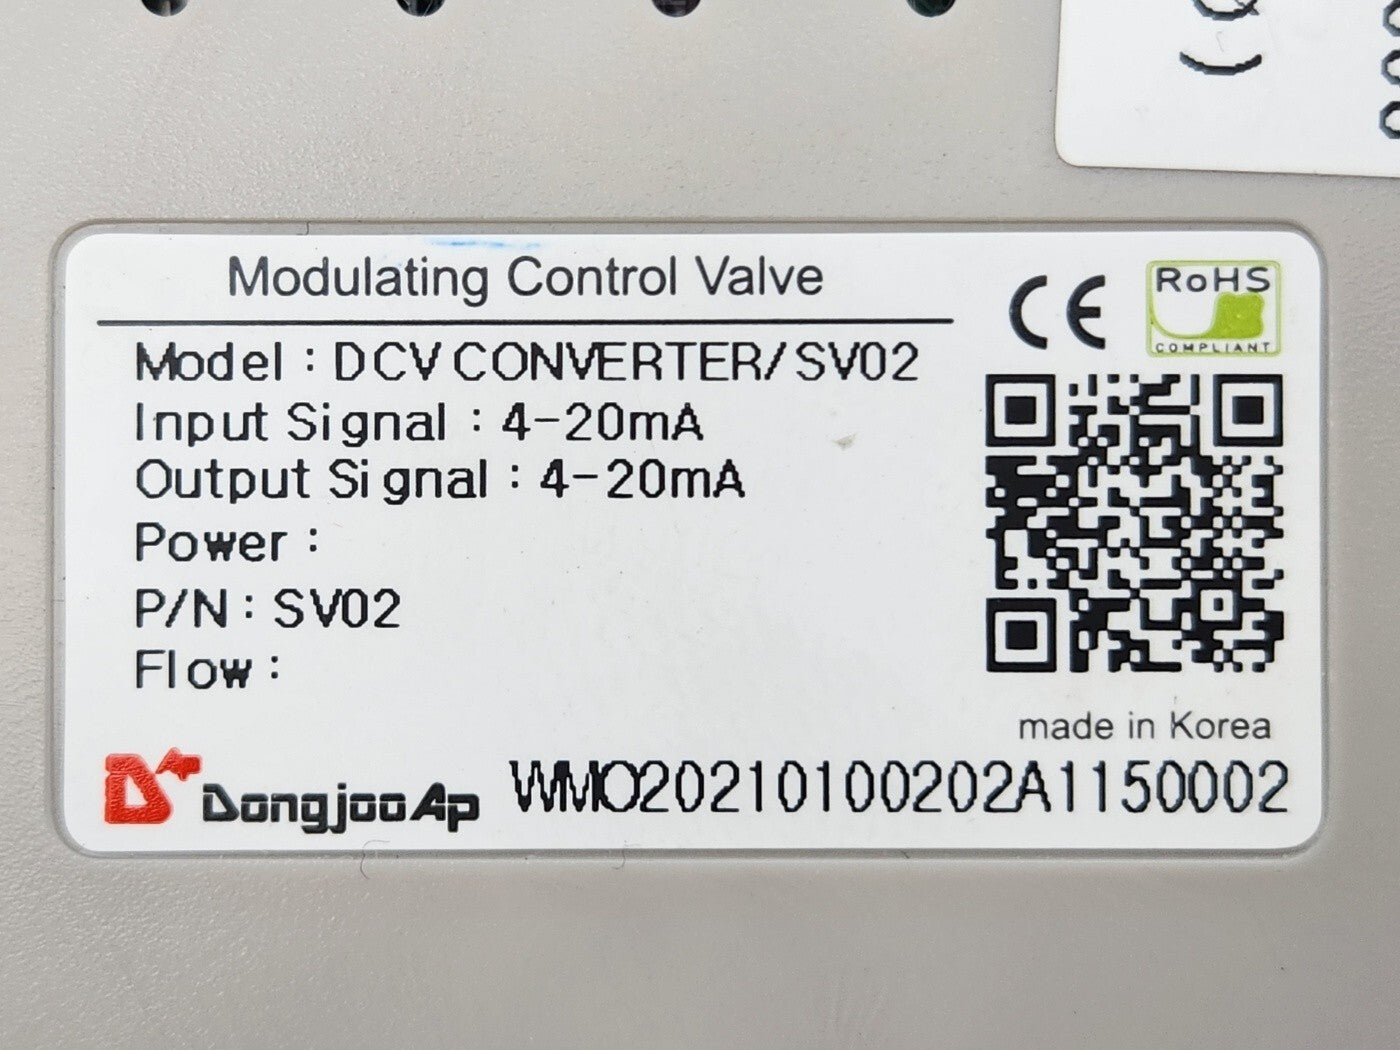 Modulating Control Valve
CE
RoHS
COMPLIANT
Model : DCV CONVERTER/SV02
Input Signal : 4-20mA
Output Signal : 4-20mA
Power :
P/N : SV02
Flow :
made in Korea
DongjooAp
WMO20210100202A1150002